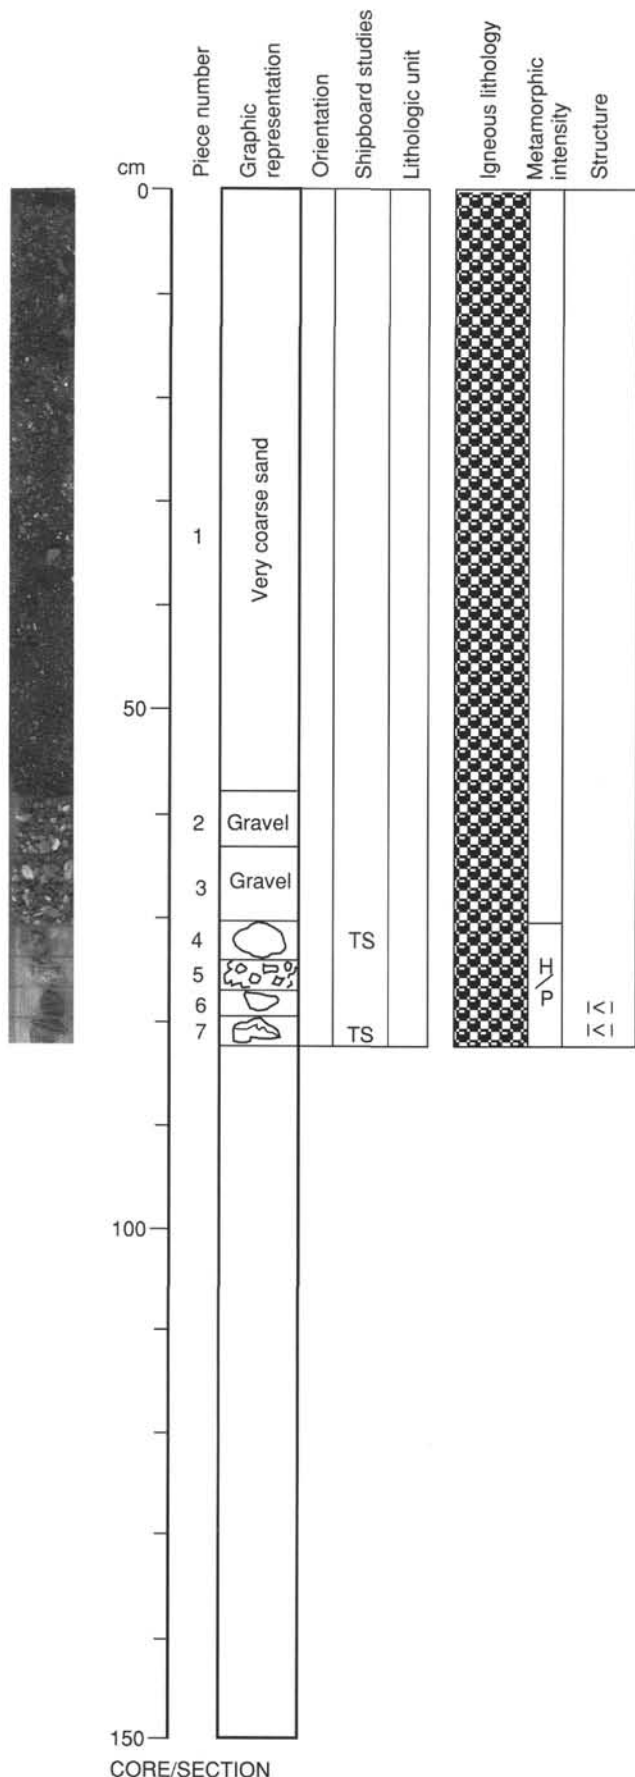 cm
Piece number
Graphic
representation
Orientation
Shipboard studies
Lithologic unit
Igneous lithology
Metamorphic
intensity
Structure
0
1
Very coarse sand
50
2
Gravel
3
Gravel
4
TS
5
H/P
6
7
TS
100
150
CORE/SECTION